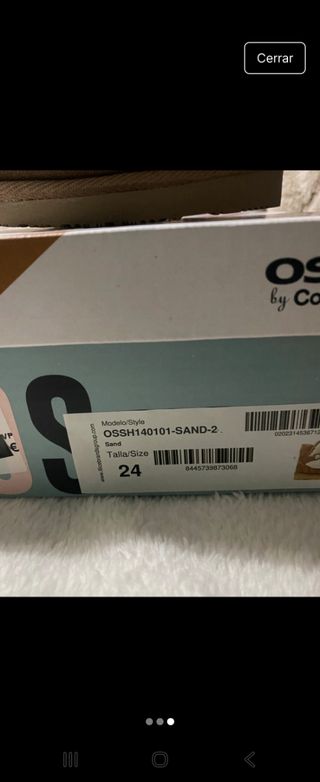 Cerrar
OS
by Co
Modelo/Style
OSSH140101-SAND-2
Sand
Talla/Size
24
8445739873068
€
S